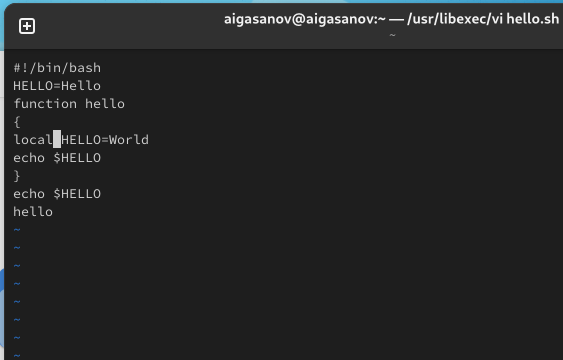 aigasanov@aigasanov:~ — /usr/libexec/vi hello.sh
~
#!/bin/bash
HELLO=Hello
function hello
{
local HELLO=World
echo $HELLO
}
echo $HELLO
hello
~
~
~
~
~
~
~
~